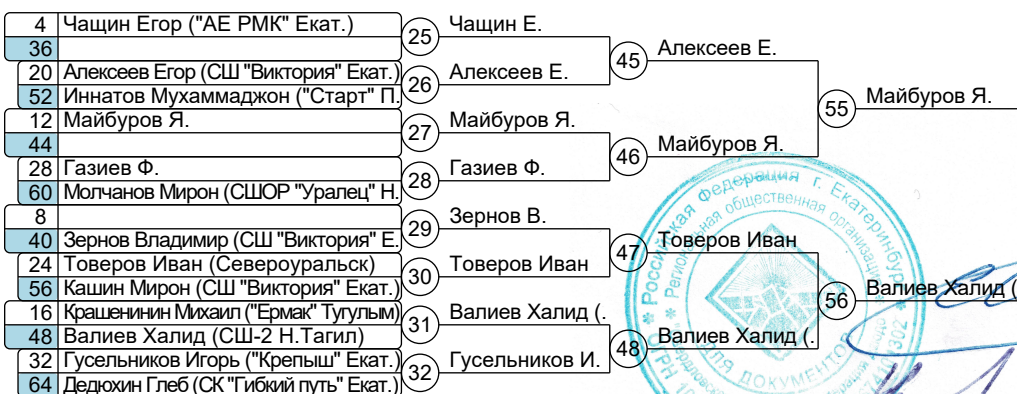 4 Чащин Егор ("АЕ РМК" Екат.)
36
25 Чащин Е.
20 Алексеев Егор (СШ "Виктория" Екат.)
52 Иннатов Мухаммаджон ("Старт" П.
26 Алексеев Е.
45 Алексеев Е.
12 Майбуров Я.
44
27 Майбуров Я.
28 Газиев Ф.
60 Молчанов Мирон (СШОР "Уралец" Н.
28 Газиев Ф.
46 Майбуров Я.
55 Майбуров Я.
8
40 Зернов Владимир (СШ "Виктория" Е.
29 Зернов В.
24 Товеров Иван (Североуральск)
56 Кашин Мирон (СШ "Виктория" Екат.)
30 Товеров Иван
47 Товеров Иван
16 Крашенинин Михаил ("Ермак" Тугулым)
48 Валиев Халид (СШ-2 Н.Тагил)
31 Валиев Халид (.
32 Гусельников Игорь ("Крепыш" Екат.)
64 Дедюхин Глеб (СК "Гибкий путь" Екат.)
32 Гусельников И.
48 Валиев Халид (.
56 Валиев Халид (
Российская Федерация г. Екатеринбург
Региональная общественная организация
ДЛЯ ДОКУМЕНТОВ
ОГРН